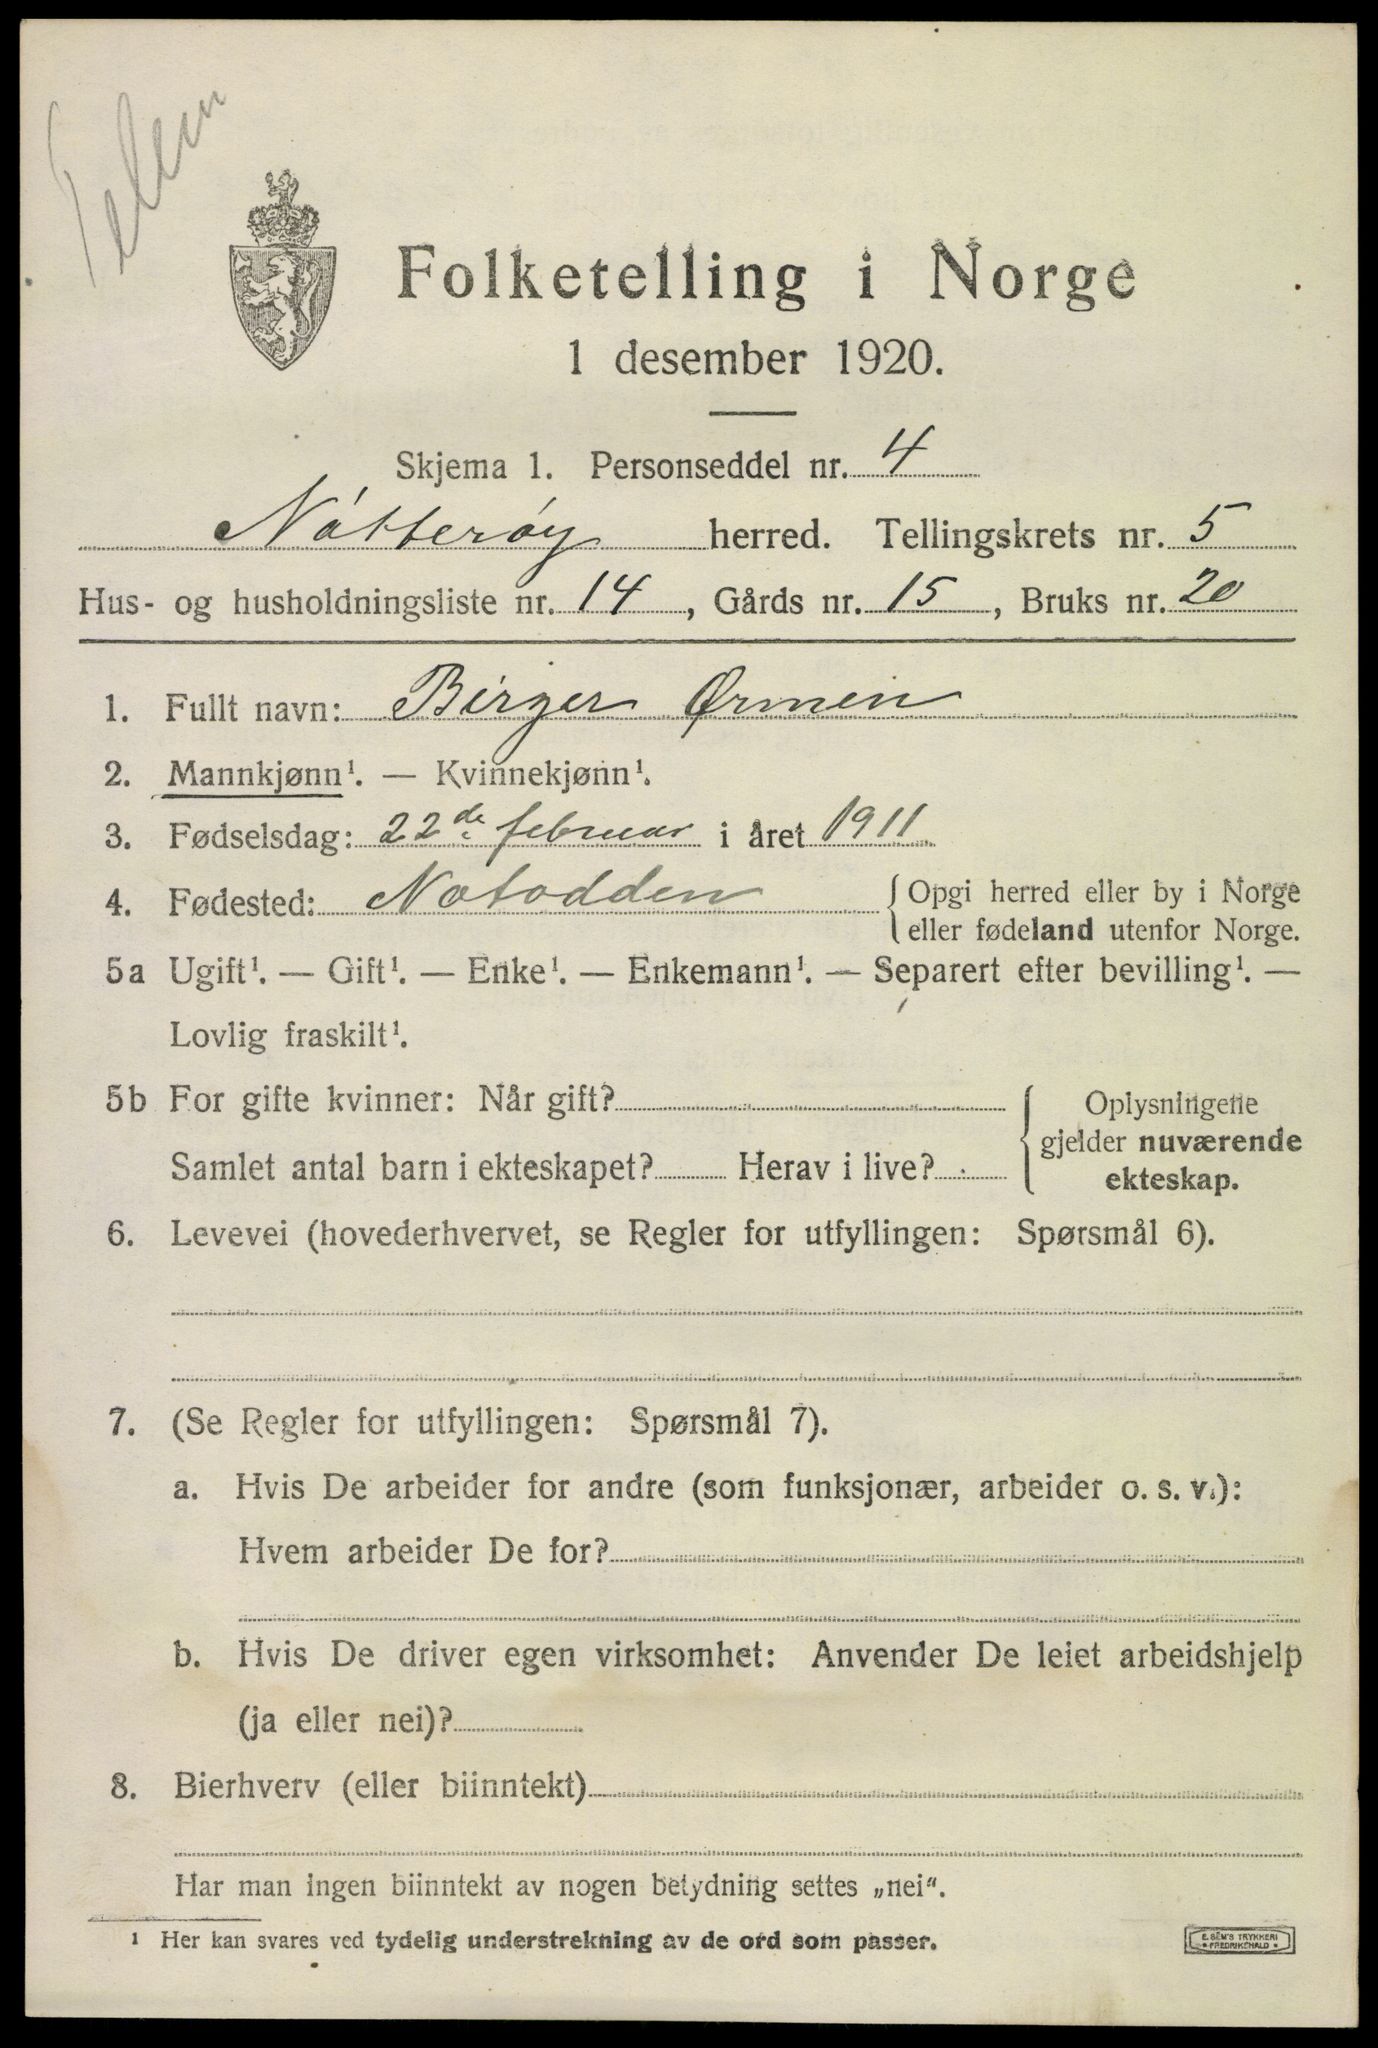 Telem
Folketelling i Norge
1 desember 1920.
Skjema 1. Personseddel nr. 4
Nøtterøy herred. Tellingskrets nr. 5
Hus- og husholdningsliste nr. 14, Gårds nr. 15, Bruks nr. 20
1. Fullt navn: Birger Ørmen
2. Mannkjønn¹. — Kvinnekjønn¹.
3. Fødselsdag: 22de februar i året 1911
4. Fødested: Notodden { Opgi herred eller by i Norge
eller fødeland utenfor Norge.
5a Ugift¹. — Gift¹. — Enke¹. — Enkemann¹. — Separert efter bevilling¹. —
Lovlig fraskilt¹.
5b For gifte kvinner: Når gift?
Samlet antal barn i ekteskapet? Herav i live?
Oplysningene
gjelder nuværende
ekteskap.
6. Levevei (hovederhvervet, se Regler for utfyllingen: Spørsmål 6).
7. (Se Regler for utfyllingen: Spørsmål 7).
a. Hvis De arbeider for andre (som funksjonær, arbeider o. s. v.):
Hvem arbeider De for?
b. Hvis De driver egen virksomhet: Anvender De leiet arbeidshjelp
(ja eller nei)?
8. Bierhverv (eller biinntekt)
Har man ingen biinntekt av nogen betydning settes „nei“.
¹ Her kan svares ved tydelig understrekning av de ord som passer.
E. SEM'S TRYKKERI
* FREDRIKSHALD *